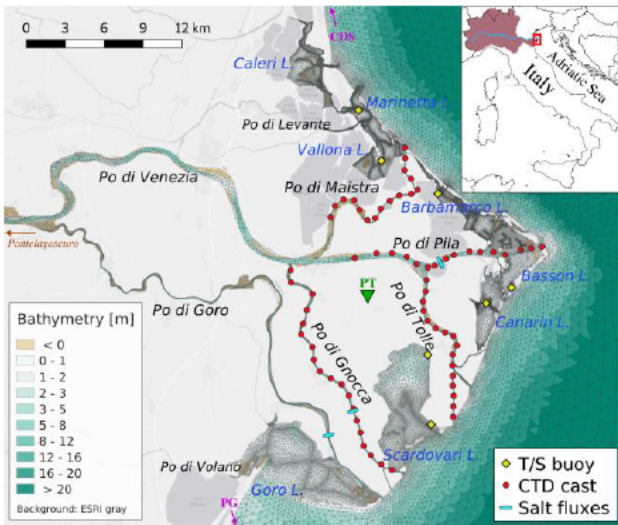 0 3 6 9 12 km
CDS
Caleri L.
Marinetta L.
Po di Levante
Vallona L.
Po di Venezia
Po di Maistra
Barbamarco L.
Po di Pila
Pontelagoscuro
Basson L.
PT
Po di Goro
Po di Tolle
Canarin L.
Po di Gnocca
Scardovari L.
Po di Volano
Goro L.
PG
Italy
Adriatic Sea
Bathymetry [m]
< 0
0 - 1
1 - 2
2 - 3
3 - 5
5 - 8
8 - 12
12 - 16
16 - 20
> 20
Background: ESRI gray
T/S buoy
CTD cast
Salt fluxes